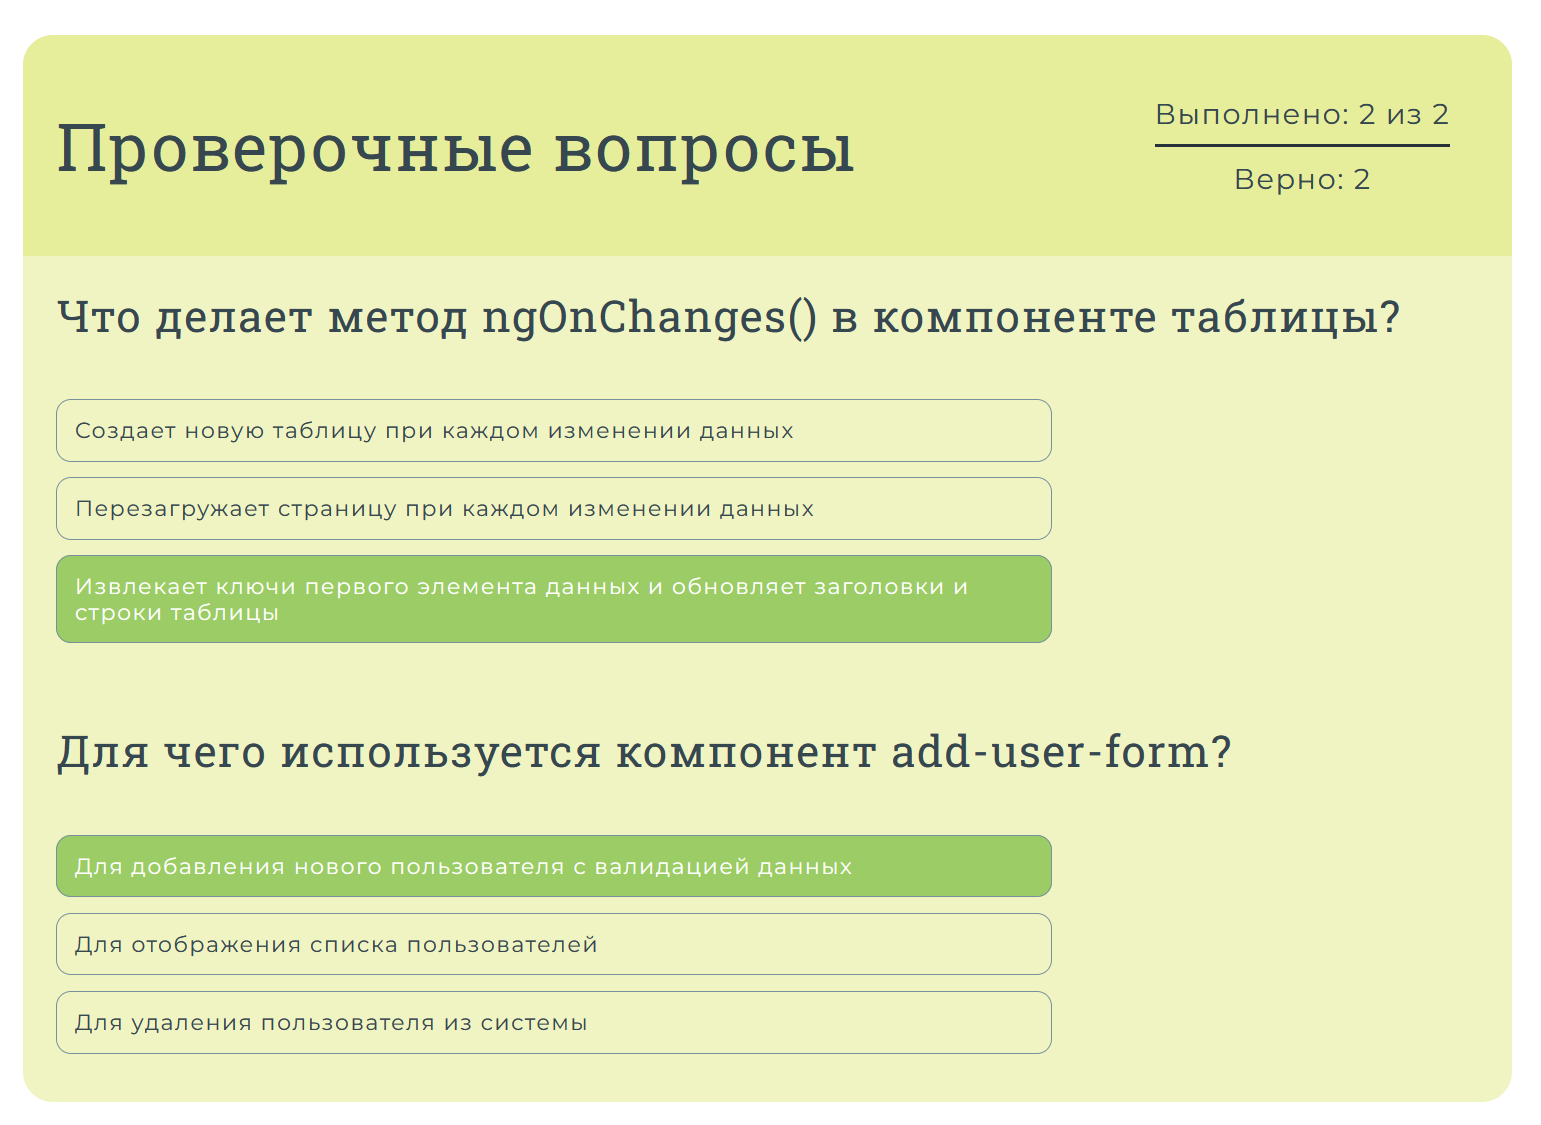 Проверочные вопросы
Выполнено: 2 из 2
Верно: 2
Что делает метод ngOnChanges() в компоненте таблицы?
Создает новую таблицу при каждом изменении данных
Перезагружает страницу при каждом изменении данных
Извлекает ключи первого элемента данных и обновляет заголовки и
строки таблицы
Для чего используется компонент add-user-form?
Для добавления нового пользователя с валидацией данных
Для отображения списка пользователей
Для удаления пользователя из системы